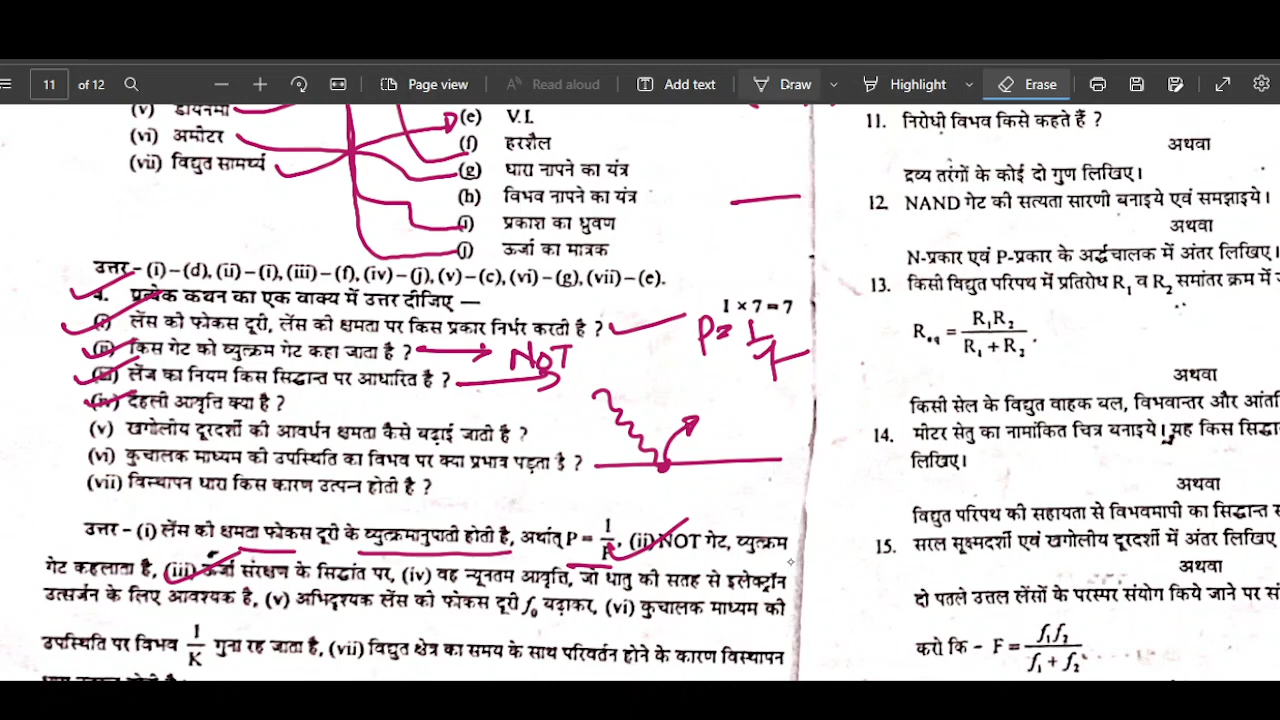 11 of 12 Page view Read aloud Add text Draw Highlight Erase
(v) डायनमो
(vi) अमीटर
(vii) विद्युत सामर्थ्य
(e) V.I.
(f) हरशैल
(g) धारा नापने का यंत्र
(h) विभव नापने का यंत्र
(i) प्रकाश का ध्रुवण
(j) ऊर्जा का मात्रक
उत्तर – (i)–(d), (ii)–(i), (iii)–(f), (iv)–(j), (v)–(c), (vi)–(g), (vii)–(e).
प्रत्येक कथन का एक वाक्य में उत्तर दीजिए —
1 × 7 = 7
(i) लेंस को फोकस दूरी, लेंस को क्षमता पर किस प्रकार निर्भर करती है ?
P =
(ii) किस गेट को व्युत्क्रम गेट कहा जाता है ?
NOT
(iii) लेंज का नियम किस सिद्धान्त पर आधारित है ?
(iv) देहली आवृति क्या है ?
(v) खगोलीय दूरदर्शी की आवर्धन क्षमता कैसे बढ़ाई जाती है ?
(vi) कुचालक माध्यम को उपस्थिति का विभव पर क्या प्रभाव पड़ता है ?
(vii) विस्थापन धारा किस कारण उत्पन्न होती है ?
उत्तर – (i) लेंस को क्षमता फोकस दूरी के व्युत्क्रमानुपाती होती है, अर्थात् P = 1/F, (ii) NOT गेट, व्युत्क्रम
गेट कहलाता है, (iii) ऊर्जा संरक्षण के सिद्धांत पर, (iv) वह न्यूनतम आवृति, जो धातु की सतह से इलेक्ट्रॉन
उत्सर्जन के लिए आवश्यक है, (v) अभिदृश्यक लेंस को फोकस दूरी f₀ बढ़ाकर, (vi) कुचालक माध्यम को
उपस्थिति पर विभव 1/K गुना रह जाता है, (vii) विद्युत क्षेत्र का समय के साथ परिवर्तन होने के कारण विस्थापन
11. निरोधी विभव किसे कहते हैं ?
अथवा
द्रव्य तरंगों के कोई दो गुण लिखिए।
12. NAND गेट की सत्यता सारणी बनाइये एवं समझाइये।
अथवा
N-प्रकार एवं P-प्रकार के अर्द्धचालक में अंतर लिखिए।
13. किसी विद्युत परिपथ में प्रतिरोध R₁ व R₂ समांतर क्रम में
R_eq = R₁R₂ / R₁ + R₂ .
अथवा
किसी सेल के विद्युत वाहक बल, विभवान्तर और
14. मीटर सेतु का नामांकित चित्र बनाइये। यह किस
लिखिए।
अथवा
विद्युत परिपथ की सहायता से विभवमापी का सिद्धान्त
15. सरल सूक्ष्मदर्शी एवं खगोलीय दूरदर्शी में अंतर लिखिए
अथवा
दो पतले उत्तल लेंसों के परस्पर संयोग किये जाने पर
करो कि – F = f₁f₂ / f₁ + f₂